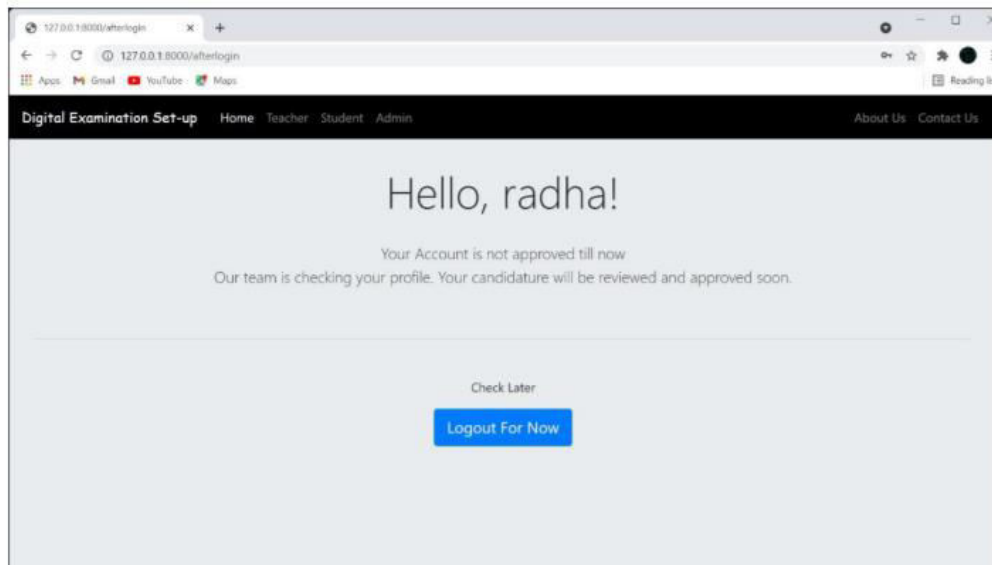 127.0.0.1:8000/afterlogin
127.0.0.1:8000/afterlogin
Apps Gmail YouTube Maps Reading
Digital Examination Set-up Home Teacher Student Admin About Us Contact Us
Hello, radha!
Your Account is not approved till now
Our team is checking your profile. Your candidature will be reviewed and approved soon.
Check Later
Logout For Now